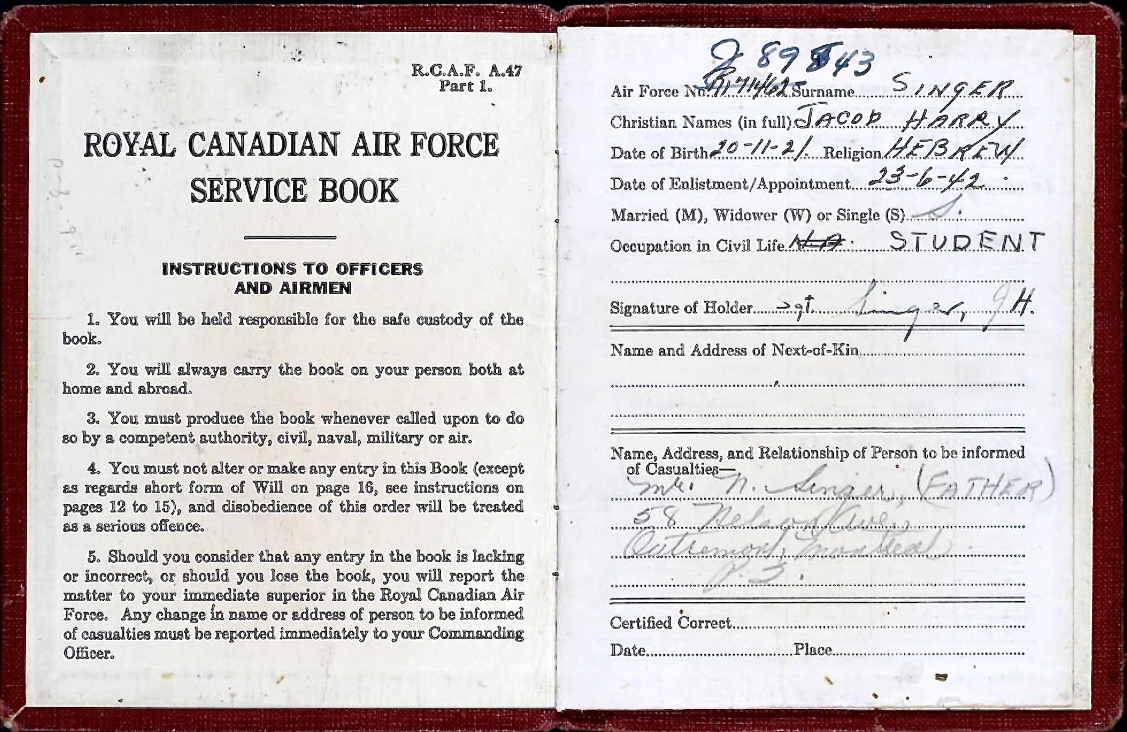 R.C.A.F. A.47
Part 1.
ROYAL CANADIAN AIR FORCE
SERVICE BOOK
INSTRUCTIONS TO OFFICERS
AND AIRMEN
1. You will be held responsible for the safe custody of the
book.
2. You will always carry the book on your person both at
home and abroad.
3. You must produce the book whenever called upon to do
so by a competent authority, civil, naval, military or air.
4. You must not alter or make any entry in this Book (except
as regards short form of Will on page 16, see instructions on
pages 12 to 15), and disobedience of this order will be treated
as a serious offence.
5. Should you consider that any entry in the book is lacking
or incorrect, or should you lose the book, you will report the
matter to your immediate superior in the Royal Canadian Air
Force. Any change in name or address of person to be informed
of casualties must be reported immediately to your Commanding
Officer.
J 89843
Air Force No. R171462 Surname SINGER
Christian Names (in full) JACOB HARRY
Date of Birth 20-11-21. Religion HEBREW
Date of Enlistment/Appointment 23-6-42.
Married (M), Widower (W) or Single (S) S.
Occupation in Civil Life N.A. STUDENT
Signature of Holder Sgt. Singer, J H.
Name and Address of Next-of-Kin
Name, Address, and Relationship of Person to be informed
of Casualties—
Mr. N. Singer, (FATHER)
58 Nelson Ave,
Outremont, Montreal
Certified Correct
Date Place